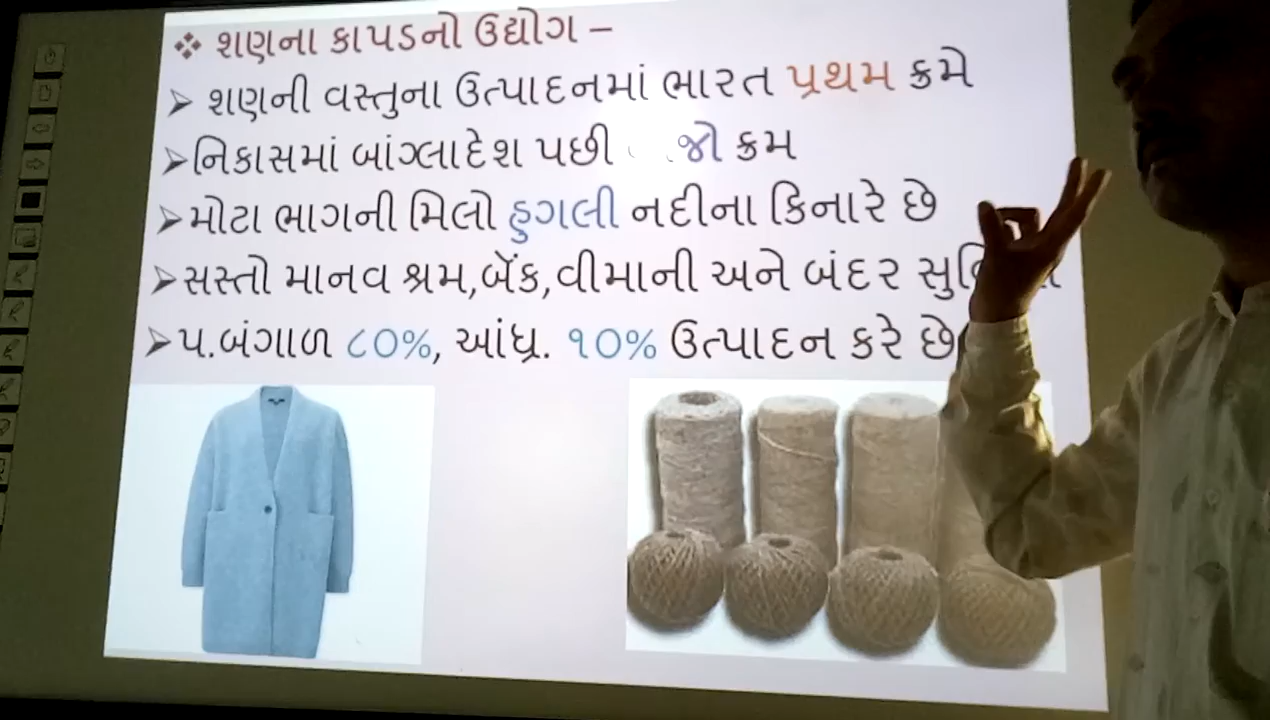 ❖ શણના કાપડનો ઉદ્યોગ –
➤ શણની વસ્તુના ઉત્પાદનમાં ભારત પ્રથમ ક્રમે
➤ નિકાસમાં બાંગ્લાદેશ પછી ક્રમ
➤ મોટા ભાગની મિલો હુગલી નદીના કિનારે છે
➤ સસ્તો માનવ શ્રમ,બેંક,વીમાની અને બંદર
➤ પ.બંગાળ ૮૦%, આંધ્ર. ૧૦% ઉત્પાદન કરે છે